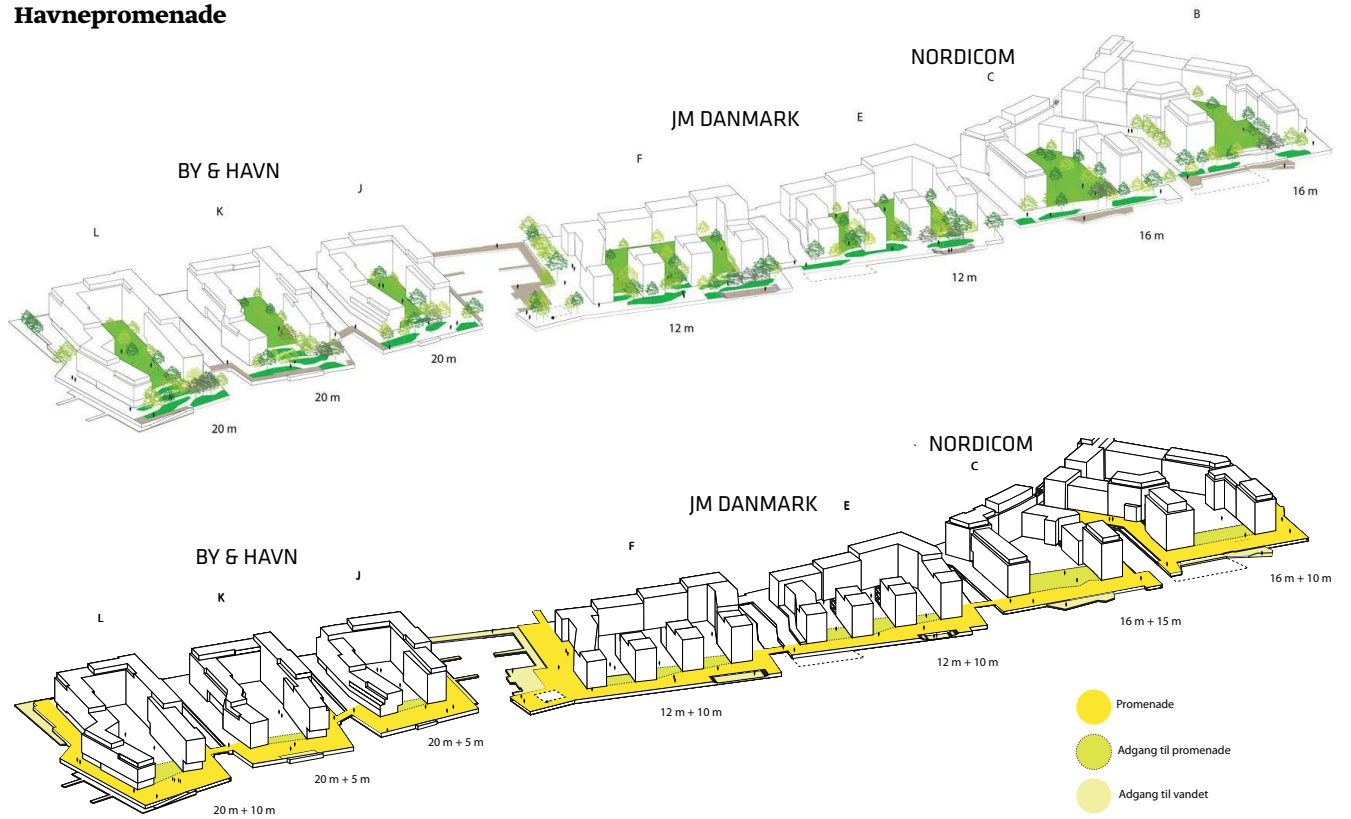 Havnepromenade
B
NORDICOM
C
JM DANMARK
E
F
BY & HAVN
J
K
L
16 m
16 m
12 m
12 m
20 m
20 m
20 m
NORDICOM
C
JM DANMARK
E
F
BY & HAVN
J
K
L
16 m + 10 m
16 m + 15 m
12 m + 10 m
12 m + 10 m
20 m + 5 m
20 m + 5 m
20 m + 10 m
Promenade
Adgang til promenade
Adgang til vandet